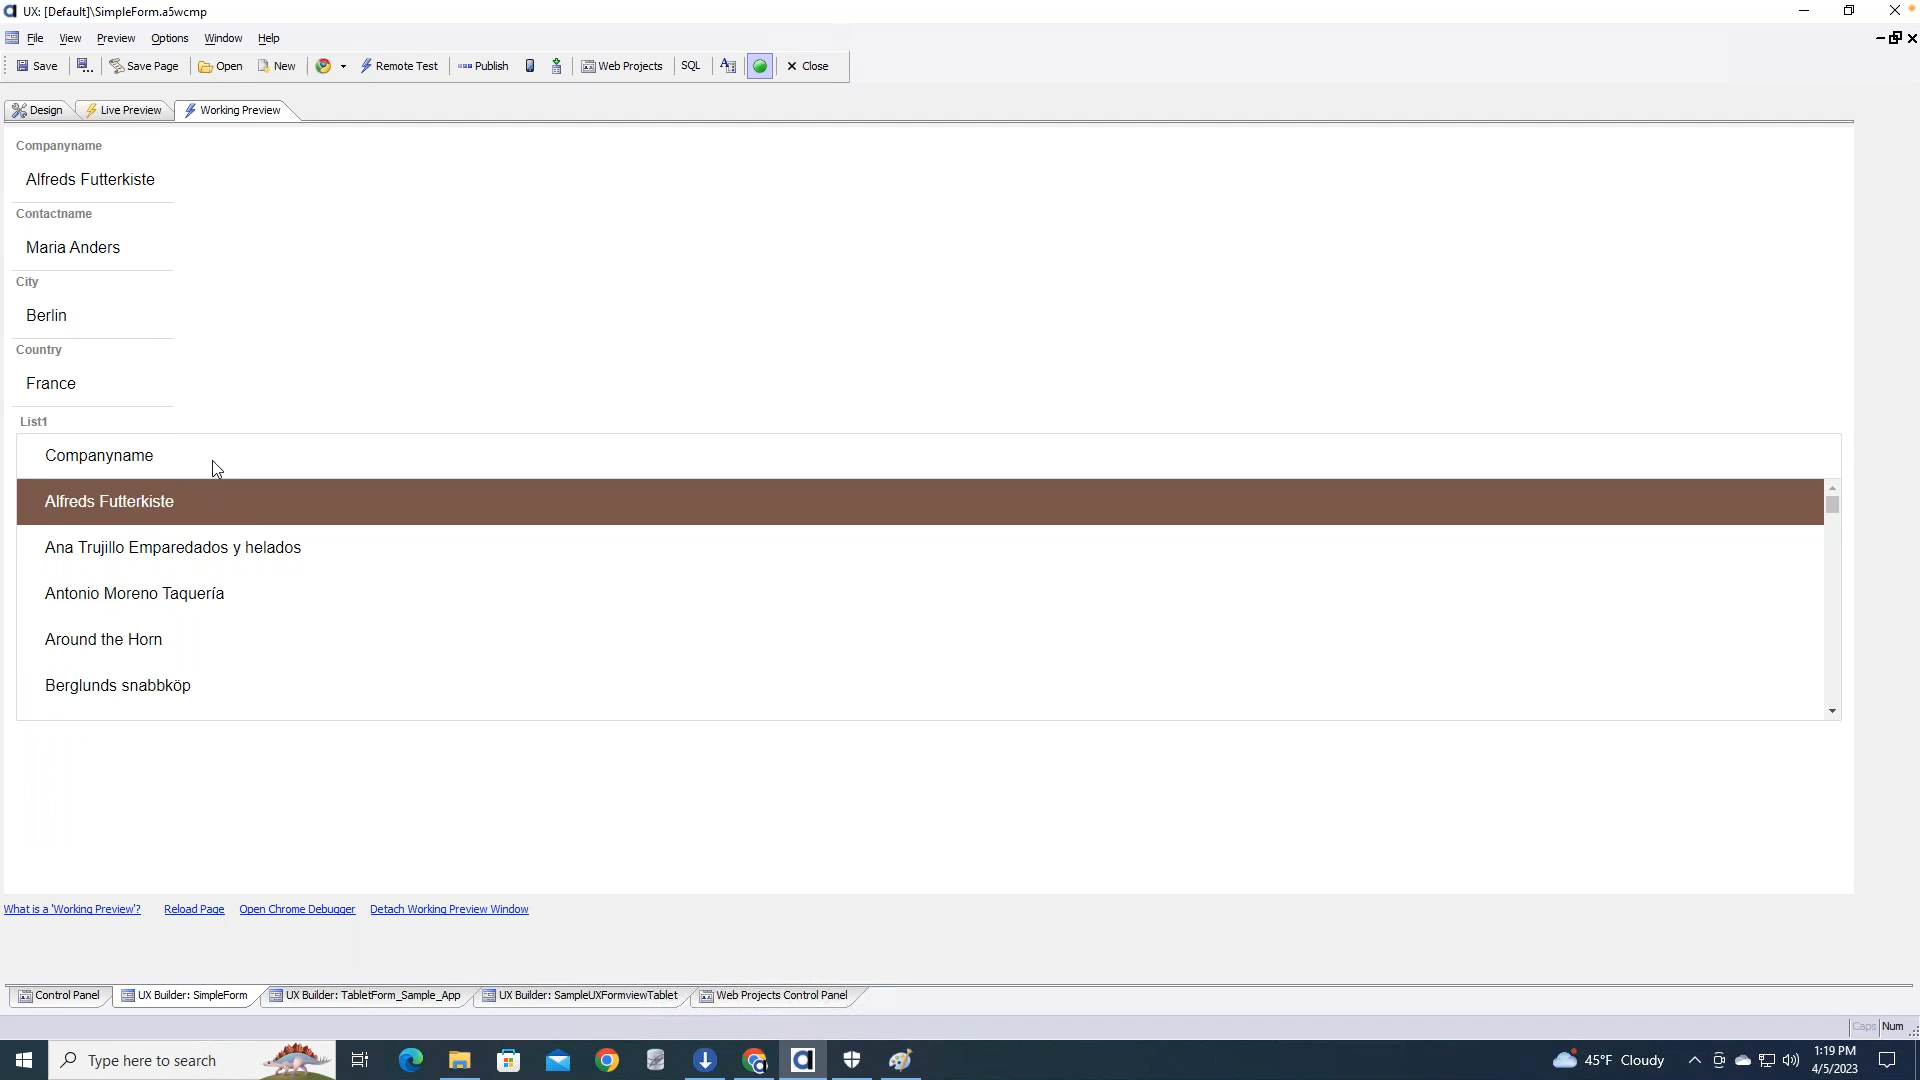 UX: [Default]\SimpleForm.a5wcmp
File View Preview Options Window Help
Save Save Page Open New Remote Test Publish Web Projects SQL Close
Design Live Preview Working Preview
Companyname
Alfreds Futterkiste
Contactname
Maria Anders
City
Berlin
Country
France
List1
Companyname
Alfreds Futterkiste
Ana Trujillo Emparedados y helados
Antonio Moreno Taquería
Around the Horn
Berglunds snabbköp
What is a 'Working Preview'? Reload Page Open Chrome Debugger Detach Working Preview Window
Control Panel UX Builder: SimpleForm UX Builder: TabletForm_Sample_App UX Builder: SampleUXFormviewTablet Web Projects Control Panel
Caps Num
Type here to search 45°F Cloudy 1:19 PM
4/5/2023